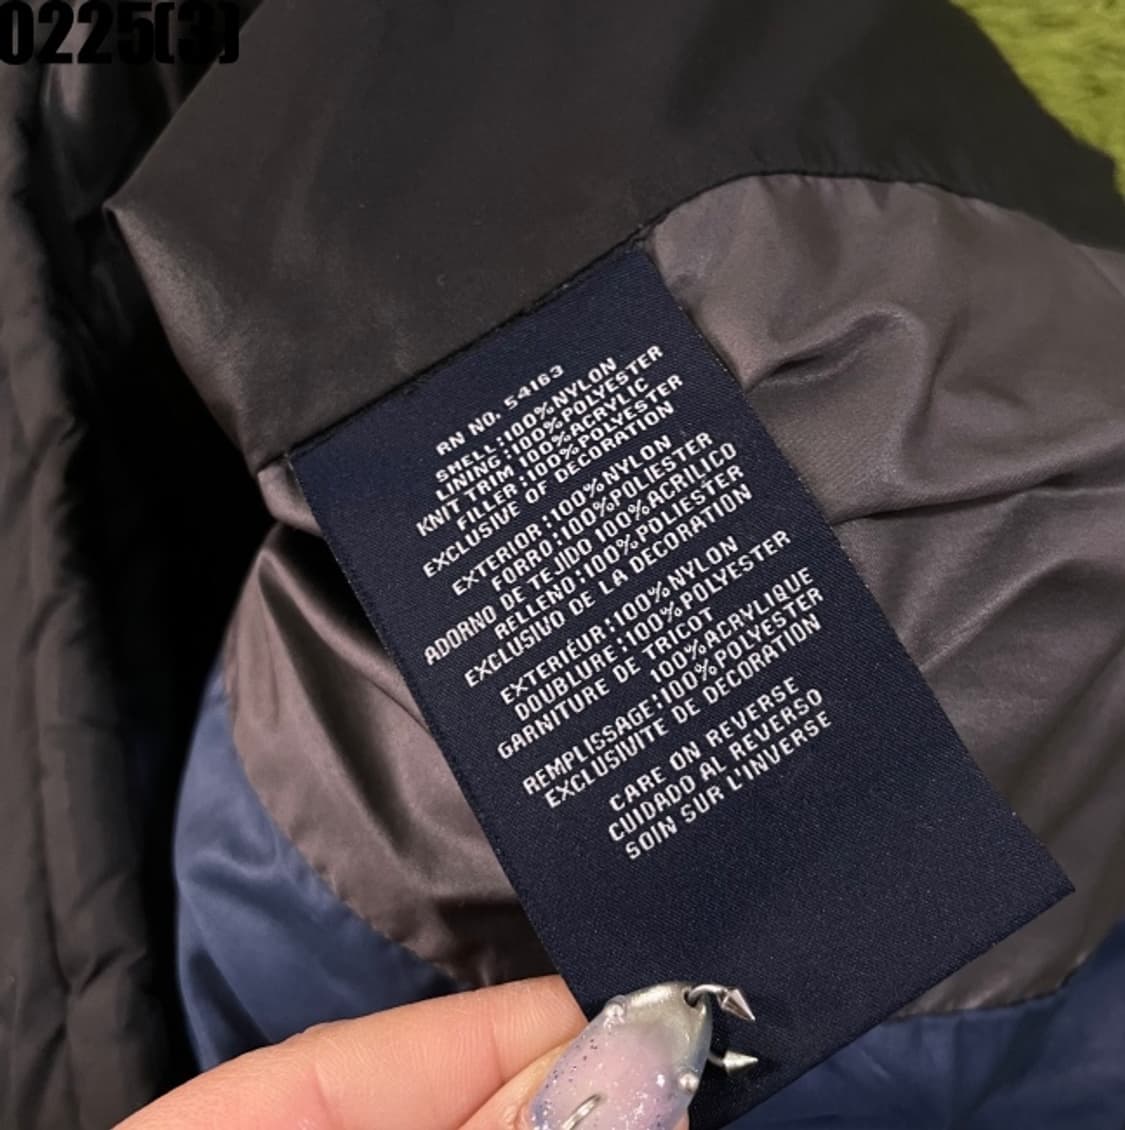 0225(3)
RN NO. 54163
SHELL:100%NYLON
LINING:100%POLYESTER
KNIT TRIM 100%ACRYLIC
FILLER:100%POLYESTER
EXCLUSIVE OF DECORATION
EXTERIOR:100%NYLON
FORRO:100%POLIESTER
ADORNO DE TEJIDO 100%ACRILICO
RELLENO:100%POLIESTER
EXCLUSIVO DE LA DECORATION
EXTERIEUR:100%NYLON
DOUBLURE:100%POLYESTER
GARNITURE DE TRICOT
100%ACRYLIQUE
REMPLISSAGE:100%POLYESTER
EXCLUSIVITE DE DECORATION
CARE ON REVERSE
CUIDADO AL REVERSO
SOIN SUR L'INVERSE